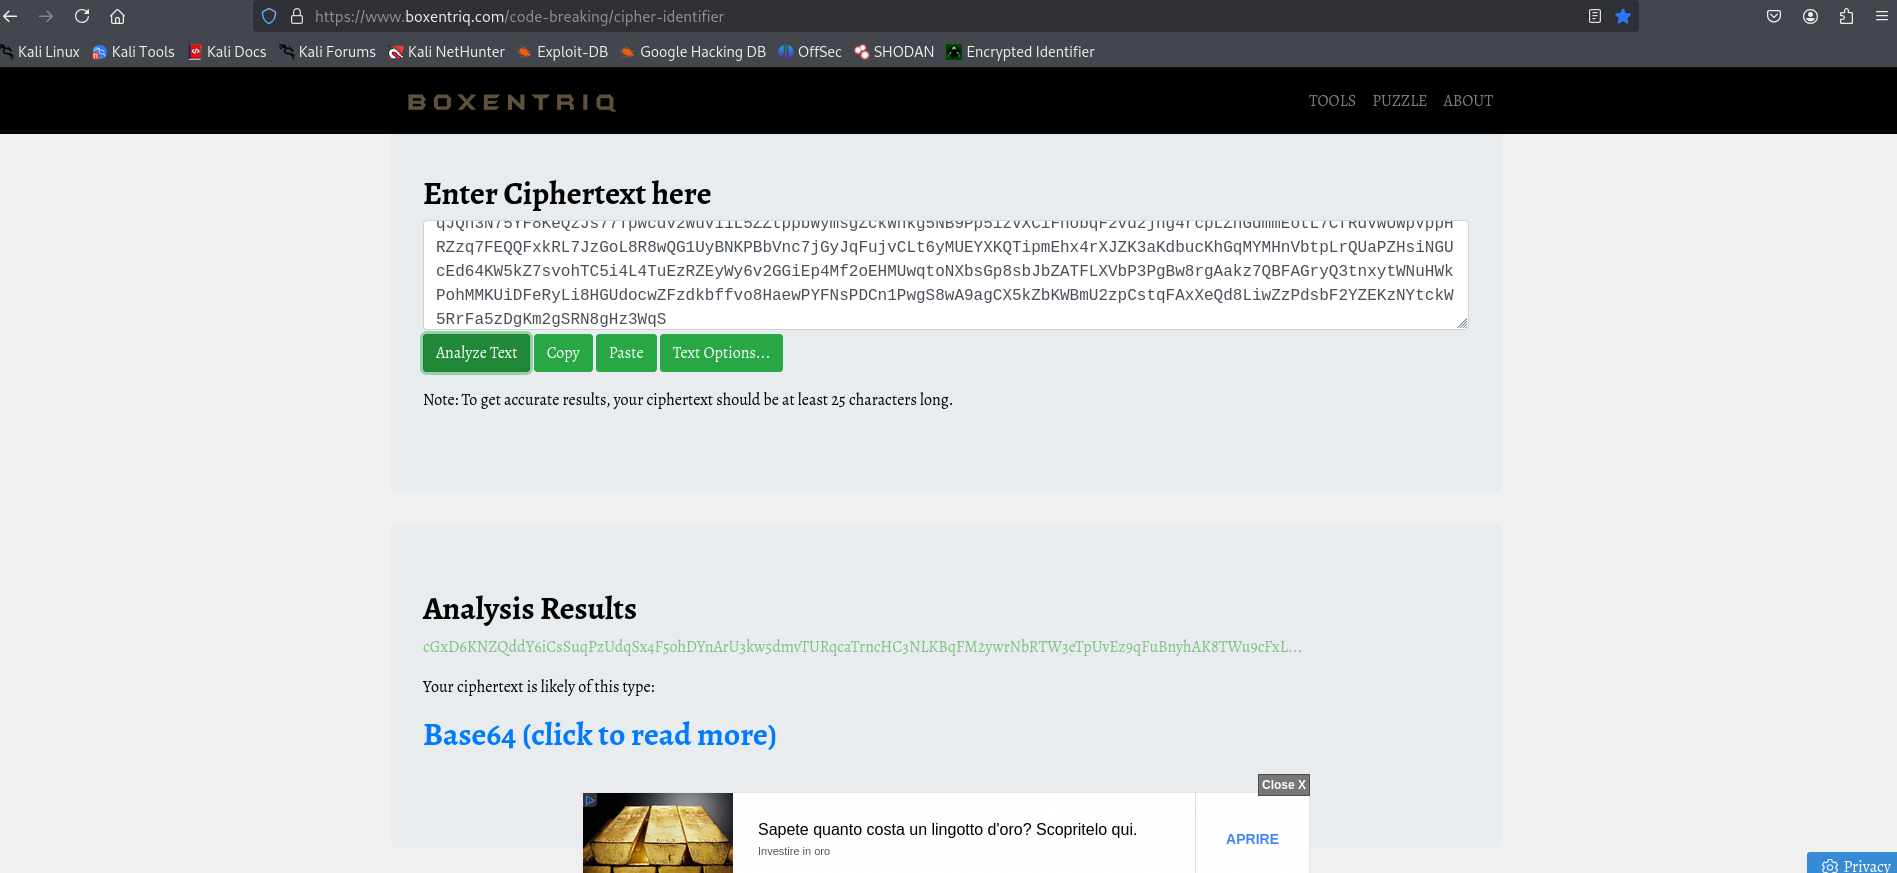 https://www.boxentriq.com/code-breaking/cipher-identifier
Kali Linux Kali Tools Kali Docs Kali Forums Kali NetHunter Exploit-DB Google Hacking DB OffSec SHODAN Encrypted Identifier
BOXENTRIQ TOOLS PUZZLE ABOUT
Enter Ciphertext here
RZzq7FEQQFxkRL7JzGoL8R8wQG1UyBNKPBbVnc7jGyJqFujvCLt6yMUEYXKQTipmEhx4rXJZK3aKdbucKhGqMYMHnVbtpLrQUaPZHsiNGU
cEd64KW5kZ7svohTC5i4L4TuEzRZEyWy6v2GGiEp4Mf2oEHMUwqtoNXbsGp8sbJbZATFLXVbP3PgBw8rgAakz7QBFAGryQ3tnxytWNuHWk
PohMMKUiDFeRyLi8HGUdocwZFzdkbffvo8HaewPYFNsPDCn1PwgS8wA9agCX5kZbKWBmU2zpCstqFAxXeQd8LiwZzPdsbF2YZEKzNYtckW
5RrFa5zDgKm2gSRN8gHz3WqS
Analyze Text Copy Paste Text Options...
Note: To get accurate results, your ciphertext should be at least 25 characters long.
Analysis Results
cGxD6KNZQddY6iCsSuqPzUdqSx4F5ohDYnArU3kw5dmvTURqcaTrncHC3NLKBqFM2ywrNbRTW3eTpUvEz9qFuBnyhAK8TWu9cFxL...
Your ciphertext is likely of this type:
Base64 (click to read more)
Close X
Sapete quanto costa un lingotto d'oro? Scopritelo qui.
Investire in oro
APRIRE
Privacy